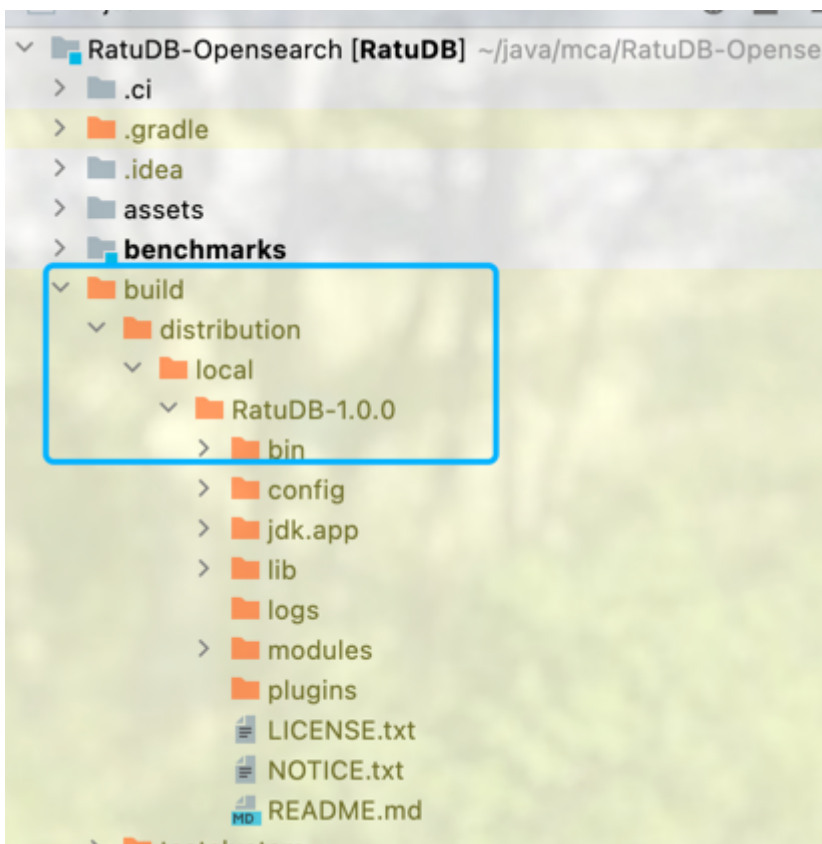 RatuDB-Opensearch [RatuDB] ~/java/mca/RatuDB-Opense
.ci
.gradle
.idea
assets
benchmarks
build
distribution
local
RatuDB-1.0.0
bin
config
jdk.app
lib
logs
modules
plugins
LICENSE.txt
NOTICE.txt
MD README.md